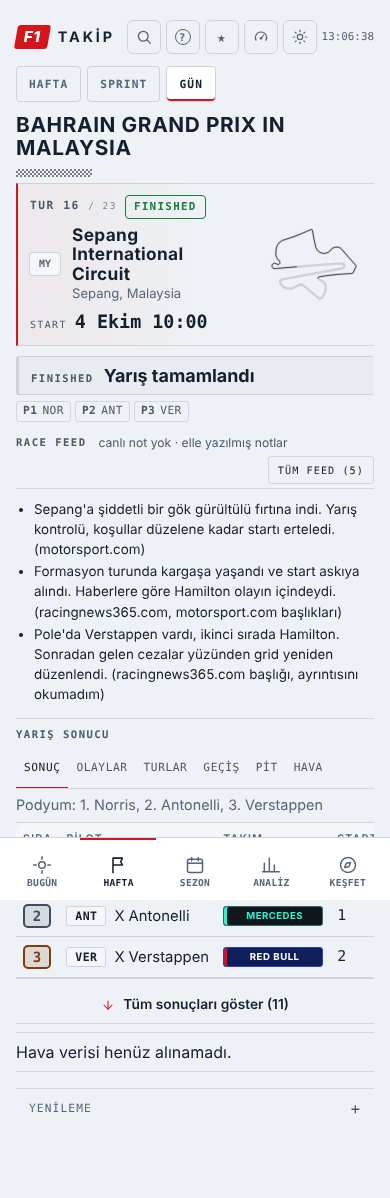 F1 TAKİP ? ★ 13:06:38
HAFTA SPRINT GÜN
BAHRAIN GRAND PRIX IN
MALAYSIA
TUR 16 / 23 FINISHED
MY
Sepang
International
Circuit
Sepang, Malaysia
START 4 Ekim 10:00
FINISHED Yarış tamamlandı
P1 NOR P2 ANT P3 VER
RACE FEED canlı not yok · elle yazılmış notlar
TÜM FEED (5)
• Sepang'a şiddetli bir gök gürültülü fırtına indi. Yarış
kontrolü, koşullar düzelene kadar startı erteledi.
(motorsport.com)
• Formasyon turunda kargaşa yaşandı ve start askıya
alındı. Haberlere göre Hamilton olayın içindeydi.
(racingnews365.com, motorsport.com başlıkları)
• Pole'da Verstappen vardı, ikinci sırada Hamilton.
Sonradan gelen cezalar yüzünden grid yeniden
düzenlendi. (racingnews365.com başlığı, ayrıntısını
okumadım)
YARIŞ SONUCU
SONUÇ OLAYLAR TURLAR GEÇİŞ PİT HAVA
Podyum: 1. Norris, 2. Antonelli, 3. Verstappen
BUGÜN HAFTA SEZON ANALİZ KEŞFET
2 ANT X Antonelli MERCEDES 1
3 VER X Verstappen RED BULL 2
↓ Tüm sonuçları göster (11)
Hava verisi henüz alınamadı.
YENİLEME +